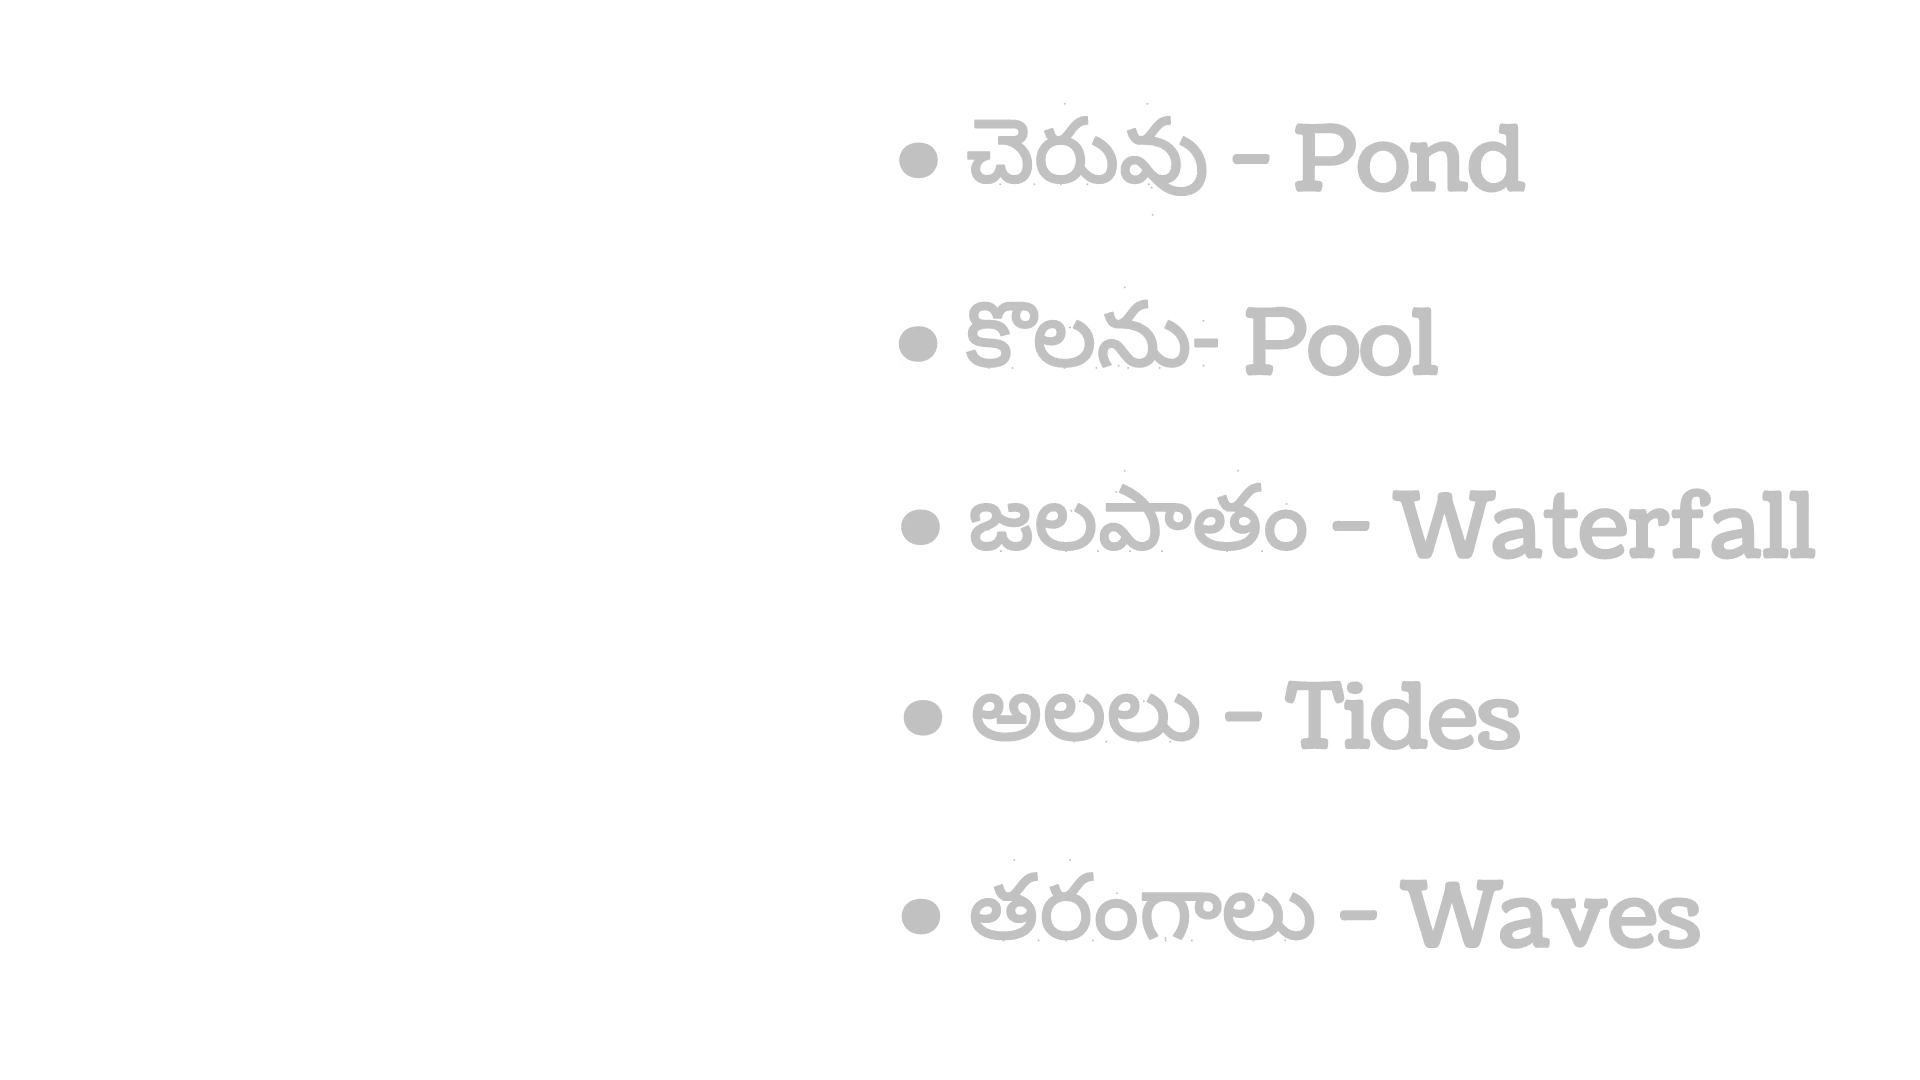 • చెరువు – Pond
• కొలను- Pool
• జలపాతం – Waterfall
• అలలు – Tides
• తరంగాలు – Waves